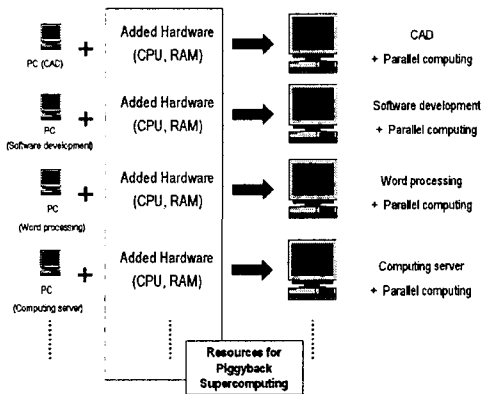 PC (CAD)
+
Added Hardware
(CPU, RAM)
CAD
+ Parallel computing
PC
(Software development)
+
Added Hardware
(CPU, RAM)
Software development
+ Parallel computing
PC
(Word processing)
+
Added Hardware
(CPU, RAM)
Word processing
+ Parallel computing
PC
(Computing server)
+
Added Hardware
(CPU, RAM)
Computing server
+ Parallel computing
Resources for
Piggyback
Supercomputing